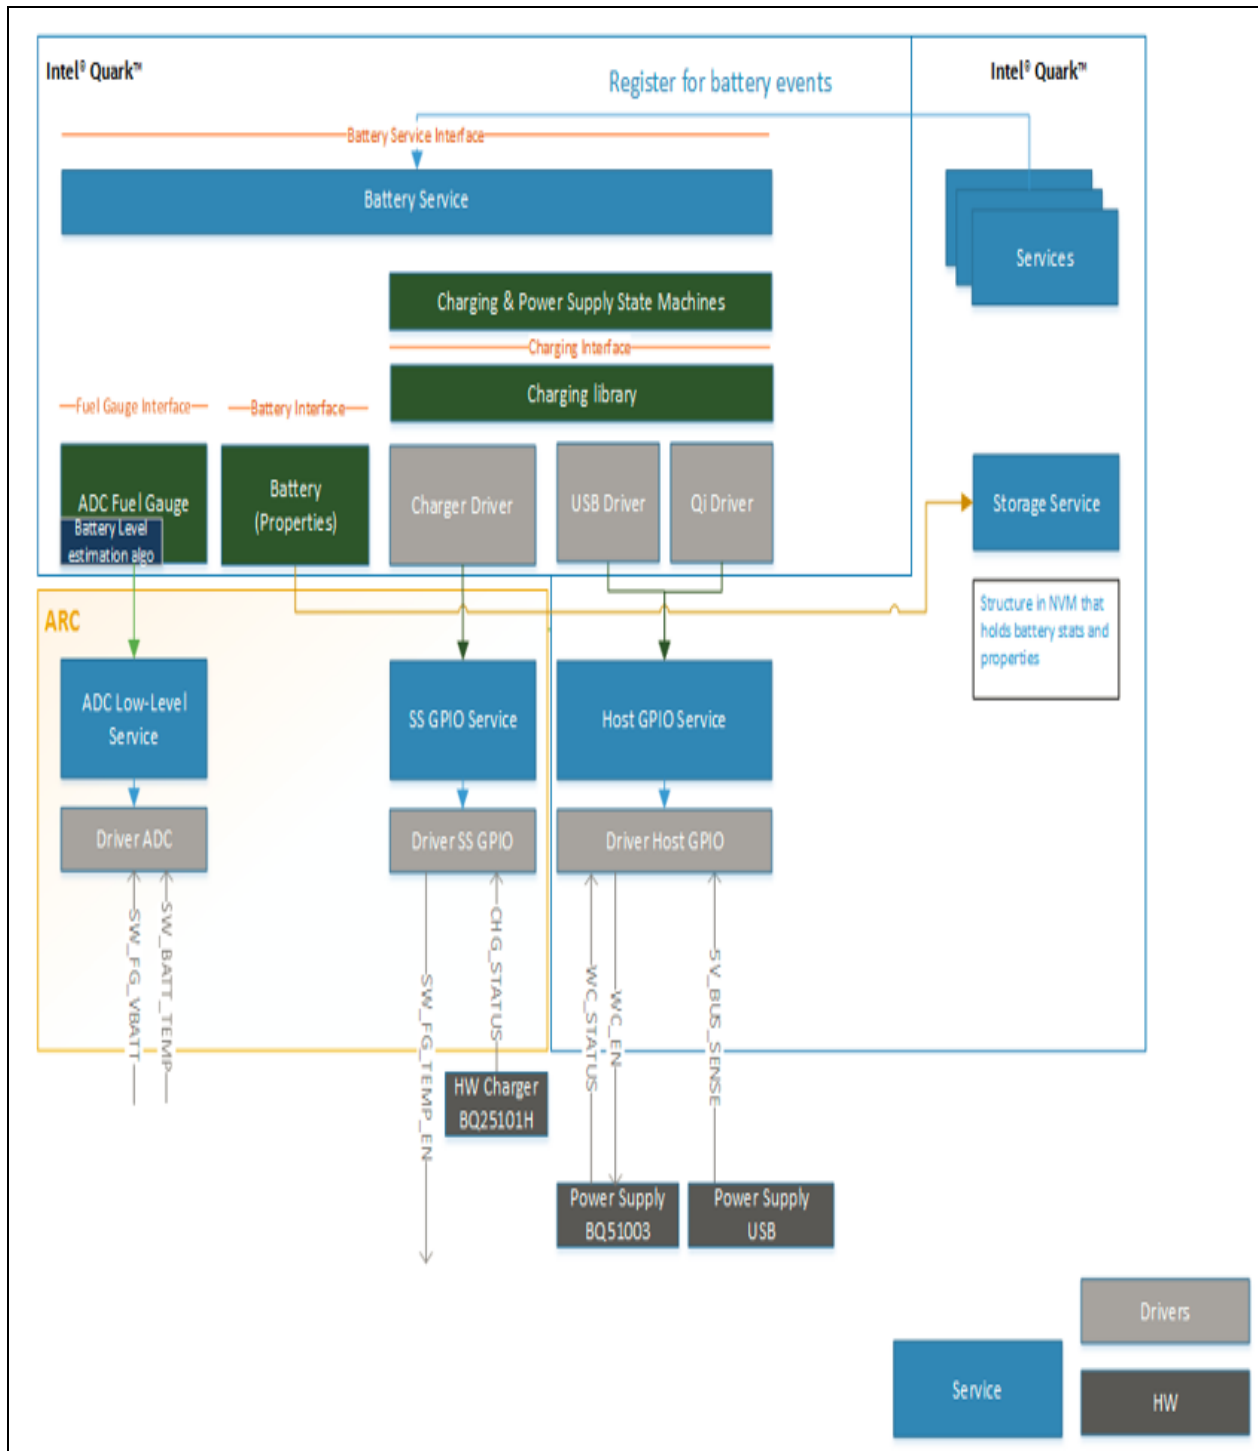 Intel® Quark™
Intel® Quark™
Register for battery events
Battery Service Interface
Battery Service
Services
Charging & Power Supply State Machines
Charging Interface
Charging library
Fuel Gauge Interface
Battery Interface
ADC Fuel Gauge
Battery Level
estimation algo
Battery
(Properties)
Charger Driver
USB Driver
Qi Driver
Storage Service
Structure in NVM that
holds battery stats and
properties
ARC
ADC Low-Level
Service
SS GPIO Service
Host GPIO Service
Driver ADC
Driver SS GPIO
Driver Host GPIO
SW_FG_VBATT
SW_BATT_TEMP
SW_FG_TEMP_EN
CHG_STATUS
WC_STATUS
WC_EN
5V_BUS_SENSE
HW Charger
BQ25101H
Power Supply
BQ51003
Power Supply
USB
Drivers
Service
HW